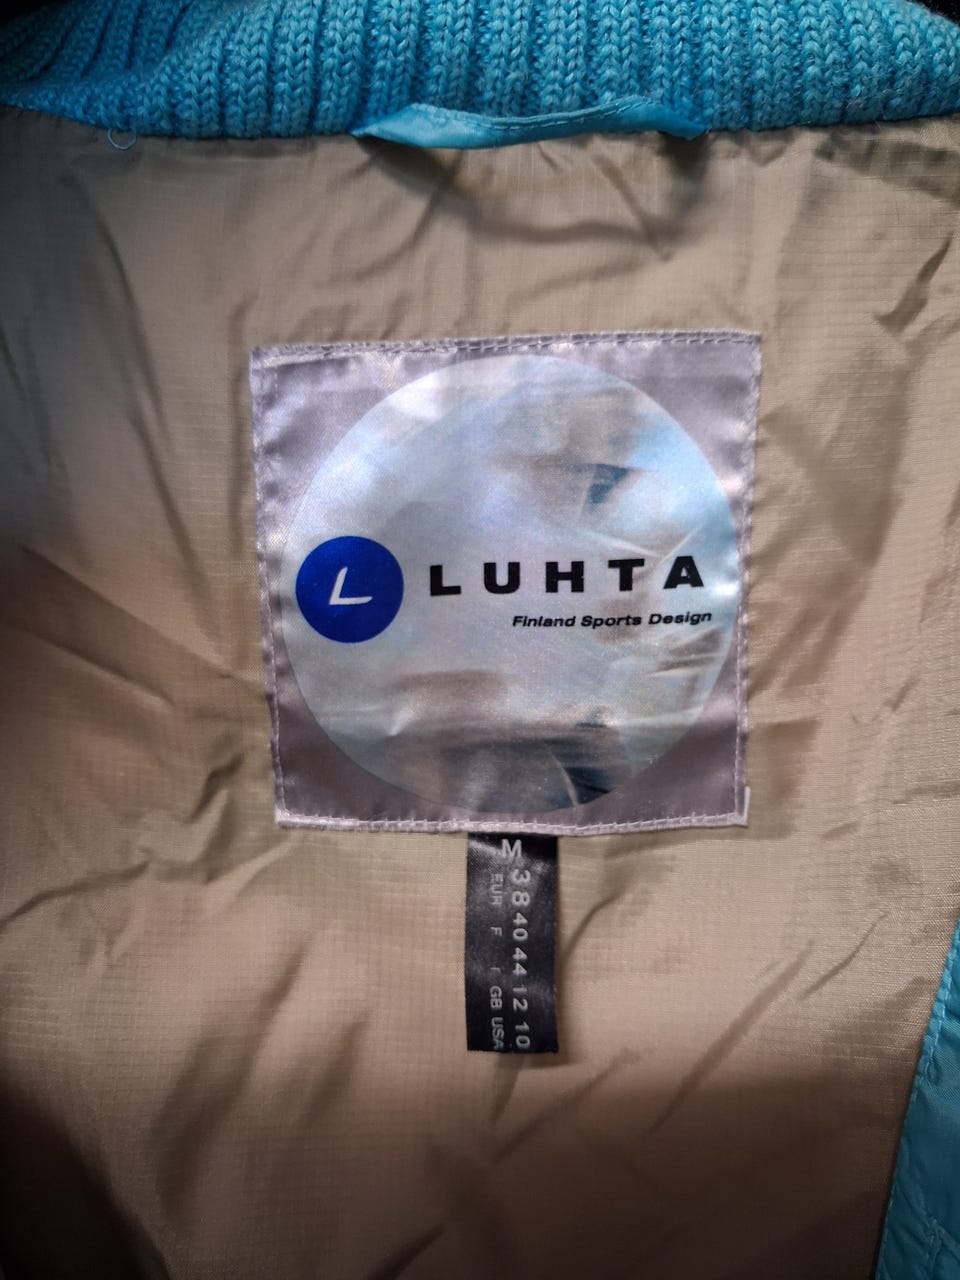 L
LUHTA
Finland Sports Design
M
38 40 44 12 10
EUR F I GB USA